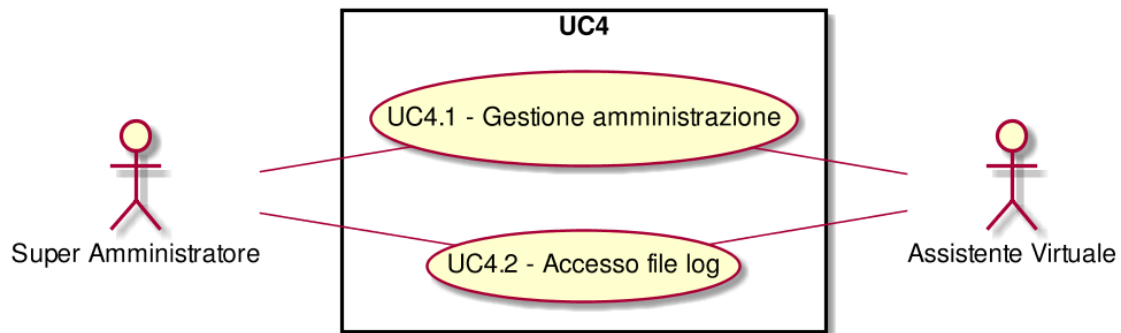 UC4
UC4.1 - Gestione amministrazione
Super Amministratore
Assistente Virtuale
UC4.2 - Accesso file log